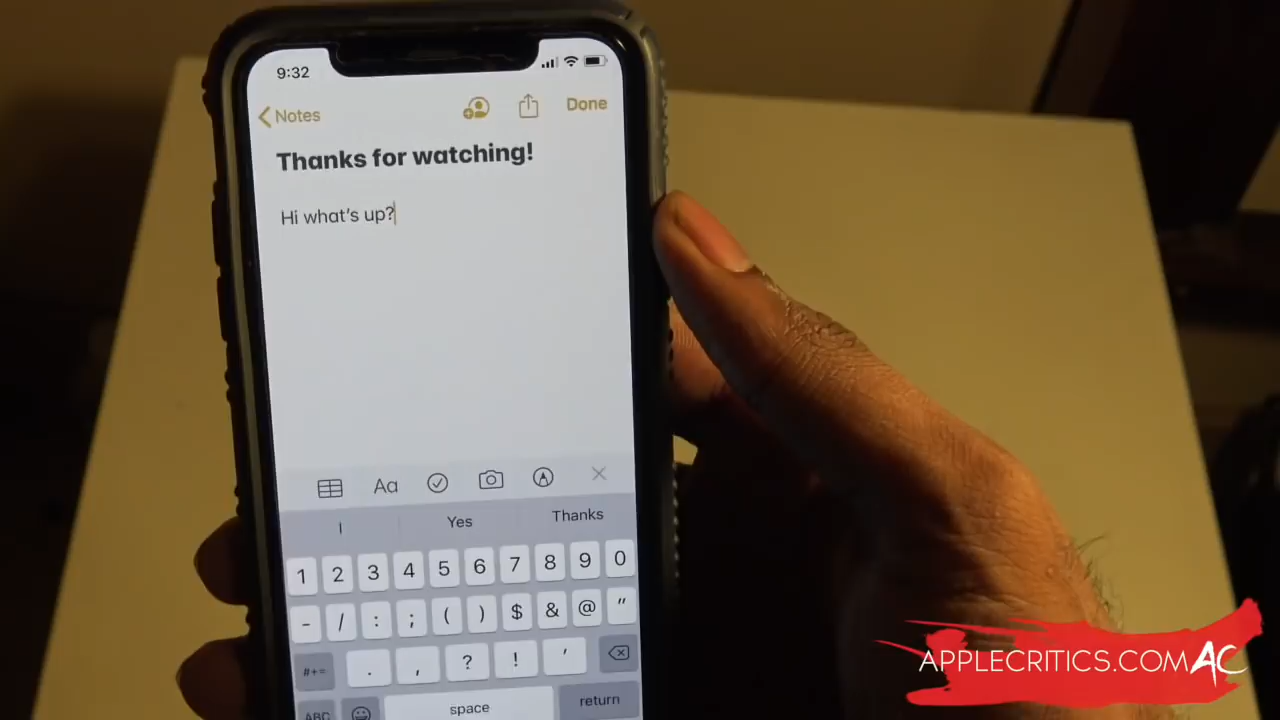 9:32
Notes
Done
Thanks for watching!
Hi what's up?
Aa
I
Yes
Thanks
1 2 3 4 5 6 7 8 9 0
- / : ; ( ) $ & @ "
#+= . , ? ! ʼ
ABC space return
APPLECRITICS.COM AC